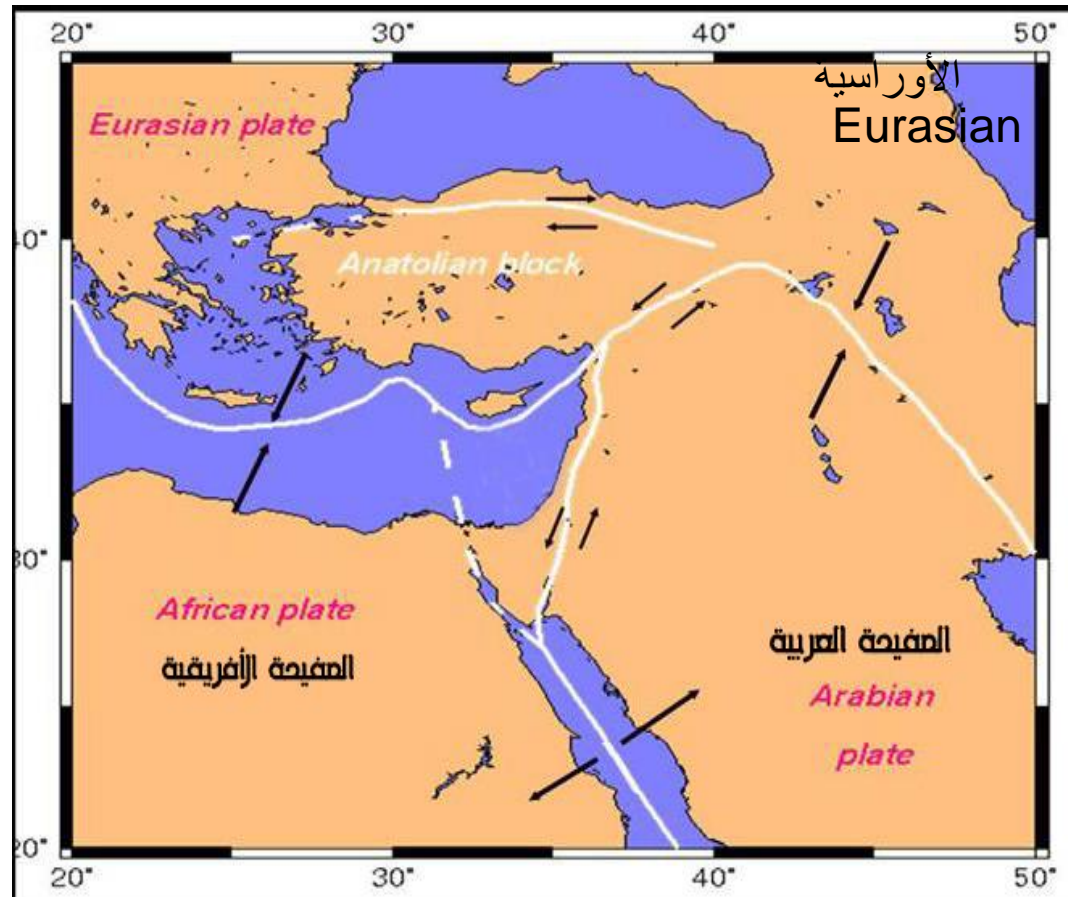 20° 30° 40° 50°
الأوراسية
Eurasian
Eurasian plate
40°
Anatolian block
30°
African plate
الصفيحة الأفريقية
الصفيحة العربية
Arabian
plate
20°
20° 30° 40° 50°